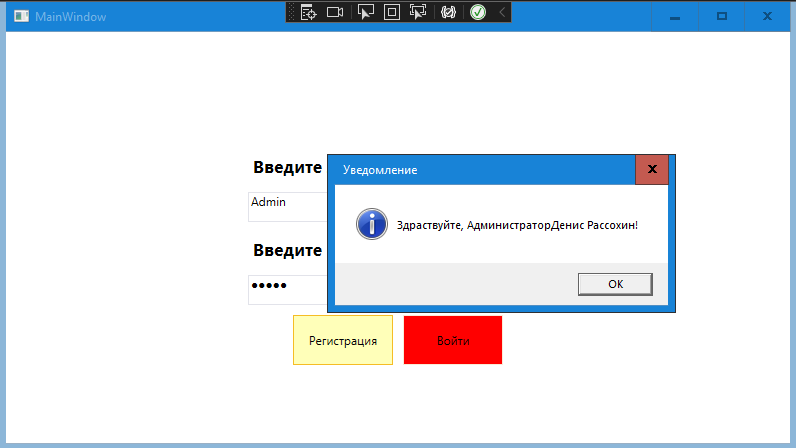 MainWindow
Введите
Admin
Введите
●●●●●
Уведомление
Здраствуйте, АдминистраторДенис Рассохин!
OK
Регистрация
Войти